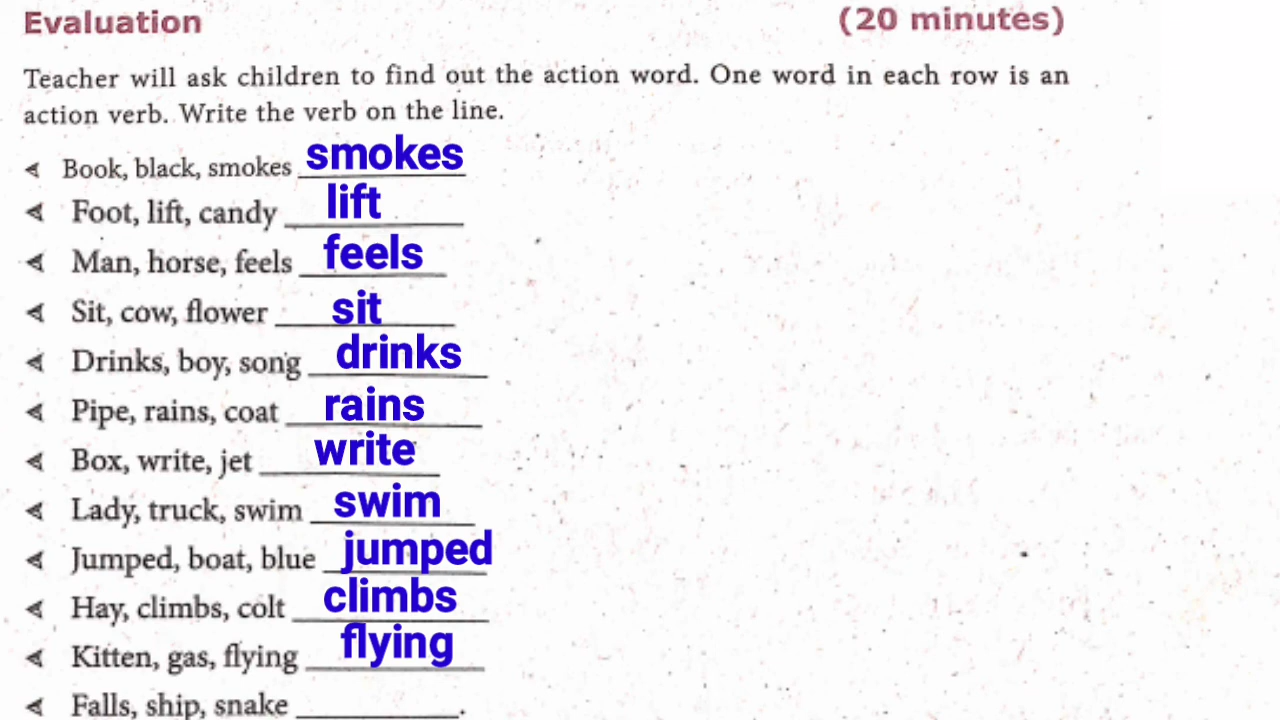 Evaluation (20 minutes)
Teacher will ask children to find out the action word. One word in each row is an
action verb. Write the verb on the line.
Book, black, smokes smokes
Foot, lift, candy lift
Man, horse, feels feels
Sit, cow, flower sit
Drinks, boy, song drinks
Pipe, rains, coat rains
Box, write, jet write
Lady, truck, swim swim
Jumped, boat, blue jumped
Hay, climbs, colt climbs
Kitten, gas, flying flying
Falls, ship, snake ___________.